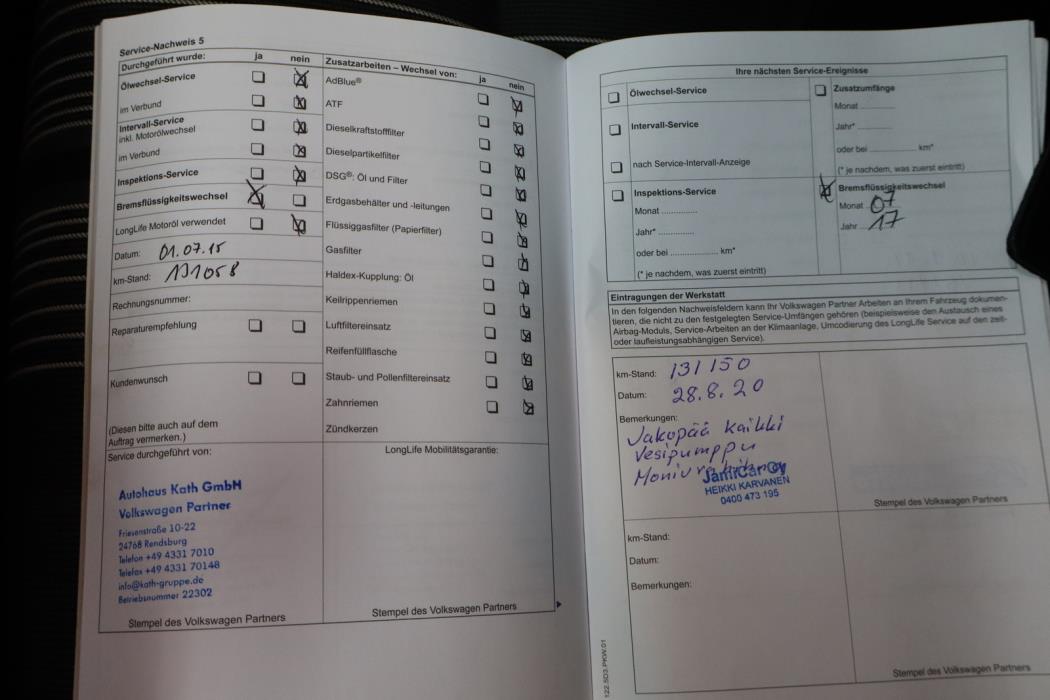 Service-Nachweis 5
Durchgeführt wurde: ja nein
Ölwechsel-Service
im Verbund
Intervall-Service
inkl. Motorölwechsel
im Verbund
Inspektions-Service
Bremsflüssigkeitswechsel
LongLife Motoröl verwendet
Datum: 01.07.15
km-Stand: 131058
Rechnungsnummer:
Reparaturempfehlung
Kundenwunsch
(Diesen bitte auch auf dem
Auftrag vermerken.)
Service durchgeführt von:
Autohaus Kath GmbH
Volkswagen Partner
Friesenstraße 10-22
24768 Rendsburg
Telefon +49 4331 7010
Telefax +49 4331 70148
info@kath-gruppe.de
Betriebsnummer 22302
Stempel des Volkswagen Partners
Zusatzarbeiten – Wechsel von: ja nein
AdBlue®
ATF
Dieselkraftstofffilter
Dieselpartikelfilter
DSG®: Öl und Filter
Erdgasbehälter und -leitungen
Flüssiggasfilter (Papierfilter)
Gasfilter
Haldex-Kupplung: Öl
Keilrippenriemen
Luftfiltereinsatz
Reifenfüllflasche
Staub- und Pollenfiltereinsatz
Zahnriemen
Zündkerzen
LongLife Mobilitätsgarantie:
Stempel des Volkswagen Partners
Ihre nächsten Service-Ereignisse
Ölwechsel-Service
Intervall-Service
nach Service-Intervall-Anzeige
Inspektions-Service
Monat .............
Jahr* .............
oder bei ............. km*
(* je nachdem, was zuerst eintritt)
Zusatzumfänge
Monat .............
Jahr* .............
oder bei ............. km*
(* je nachdem, was zuerst eintritt)
Bremsflüssigkeitswechsel
Monat 07
Jahr 17
Eintragungen der Werkstatt
In den folgenden Nachweisfeldern kann Ihr Volkswagen Partner Arbeiten an Ihrem Fahrzeug dokumen-
tieren, die nicht zu den festgelegten Service-Umfängen gehören (beispielsweise den Austausch eines
Airbag-Moduls, Service-Arbeiten an der Klimaanlage, Umcodierung des LongLife Service auf den zeit-
oder laufleistungsabhängigen Service).
km-Stand: 131150
Datum: 28.8.20
Bemerkungen:
Jakopää kaikki
Vesipumppu
JamiCar Oy
HEIKKI KARVANEN
0400 473 195
Stempel des Volkswagen Partners
km-Stand:
Datum:
Bemerkungen:
Stempel des Volkswagen Partners
122.5D3.PKW.01